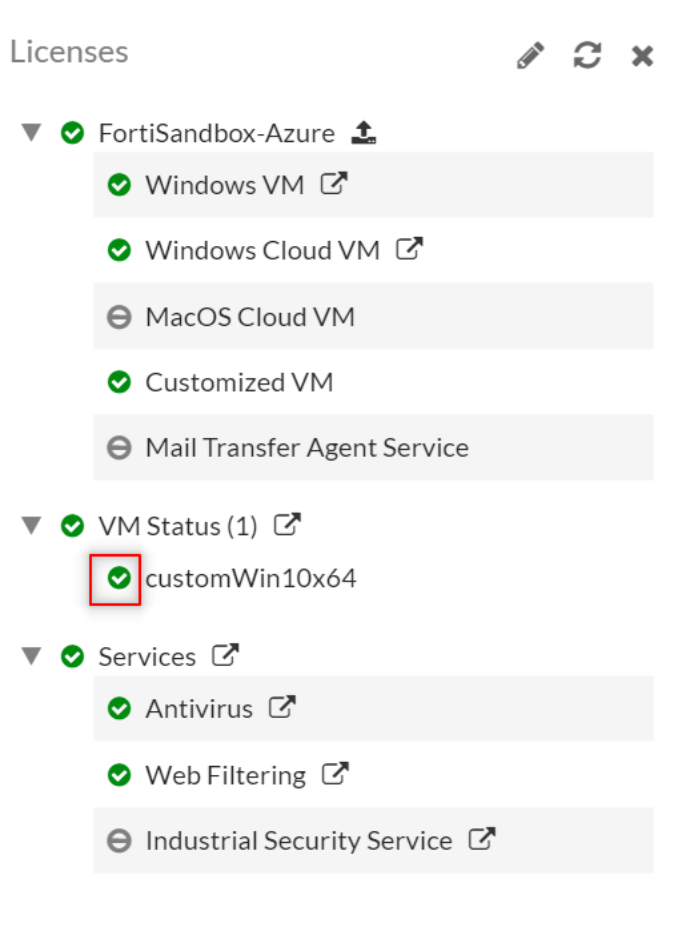 Licenses
FortiSandbox-Azure
Windows VM
Windows Cloud VM
MacOS Cloud VM
Customized VM
Mail Transfer Agent Service
VM Status (1)
customWin10x64
Services
Antivirus
Web Filtering
Industrial Security Service